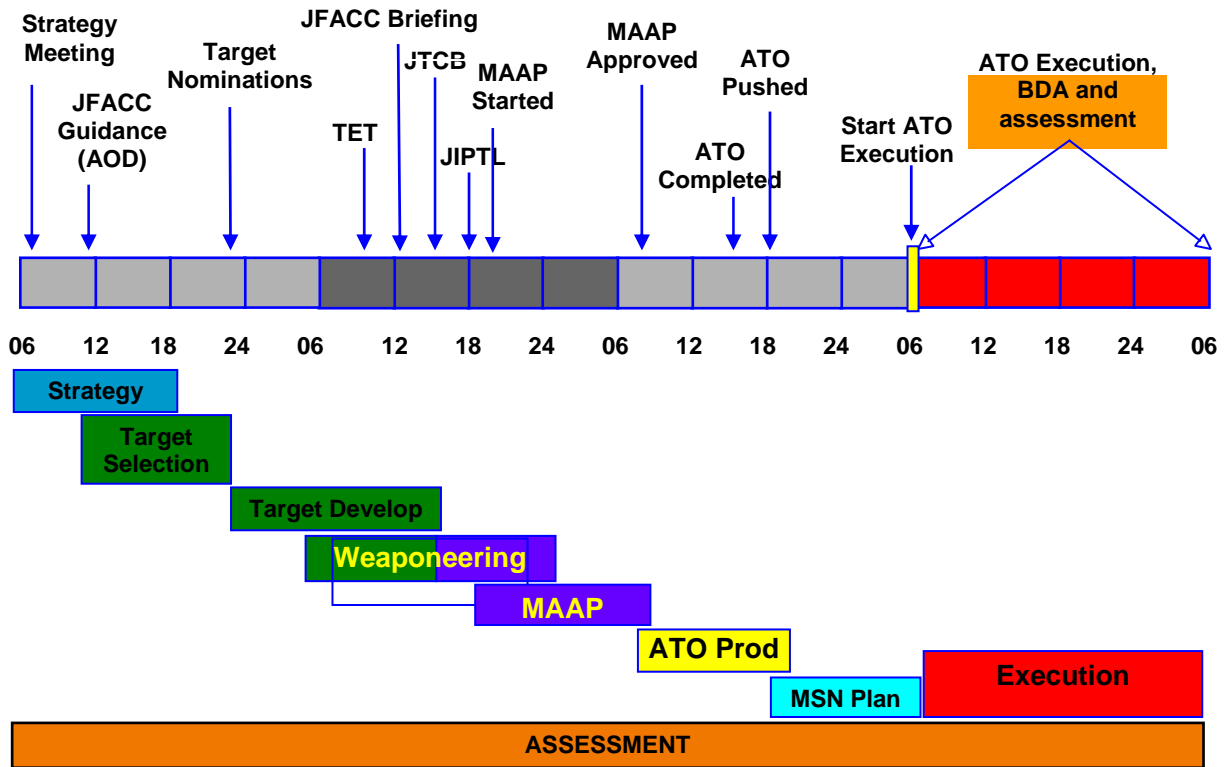 Strategy
Meeting
JFACC
Guidance
(AOD)
Target
Nominations
TET
JFACC Briefing
JTCB
JIPTL
MAAP
Started
MAAP
Approved
ATO
Completed
ATO
Pushed
Start ATO
Execution
ATO Execution,
BDA and
assessment
06 12 18 24 06 12 18 24 06 12 18 24 06 12 18 24 06
Strategy
Target
Selection
Target Develop
Weaponeering
MAAP
ATO Prod
MSN Plan
Execution
ASSESSMENT